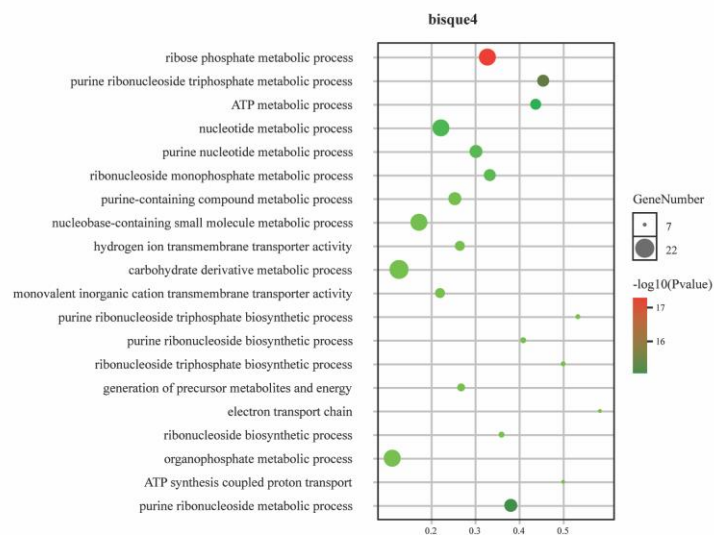 bisque4
ribose phosphate metabolic process
purine ribonucleoside triphosphate metabolic process
ATP metabolic process
nucleotide metabolic process
purine nucleotide metabolic process
ribonucleoside monophosphate metabolic process
purine-containing compound metabolic process
nucleobase-containing small molecule metabolic process
hydrogen ion transmembrane transporter activity
carbohydrate derivative metabolic process
monovalent inorganic cation transmembrane transporter activity
purine ribonucleoside triphosphate biosynthetic process
purine ribonucleoside biosynthetic process
ribonucleoside triphosphate biosynthetic process
generation of precursor metabolites and energy
electron transport chain
ribonucleoside biosynthetic process
organophosphate metabolic process
ATP synthesis coupled proton transport
purine ribonucleoside metabolic process
0.2 0.3 0.4 0.5
GeneNumber
7
22
-log10(Pvalue)
17
16